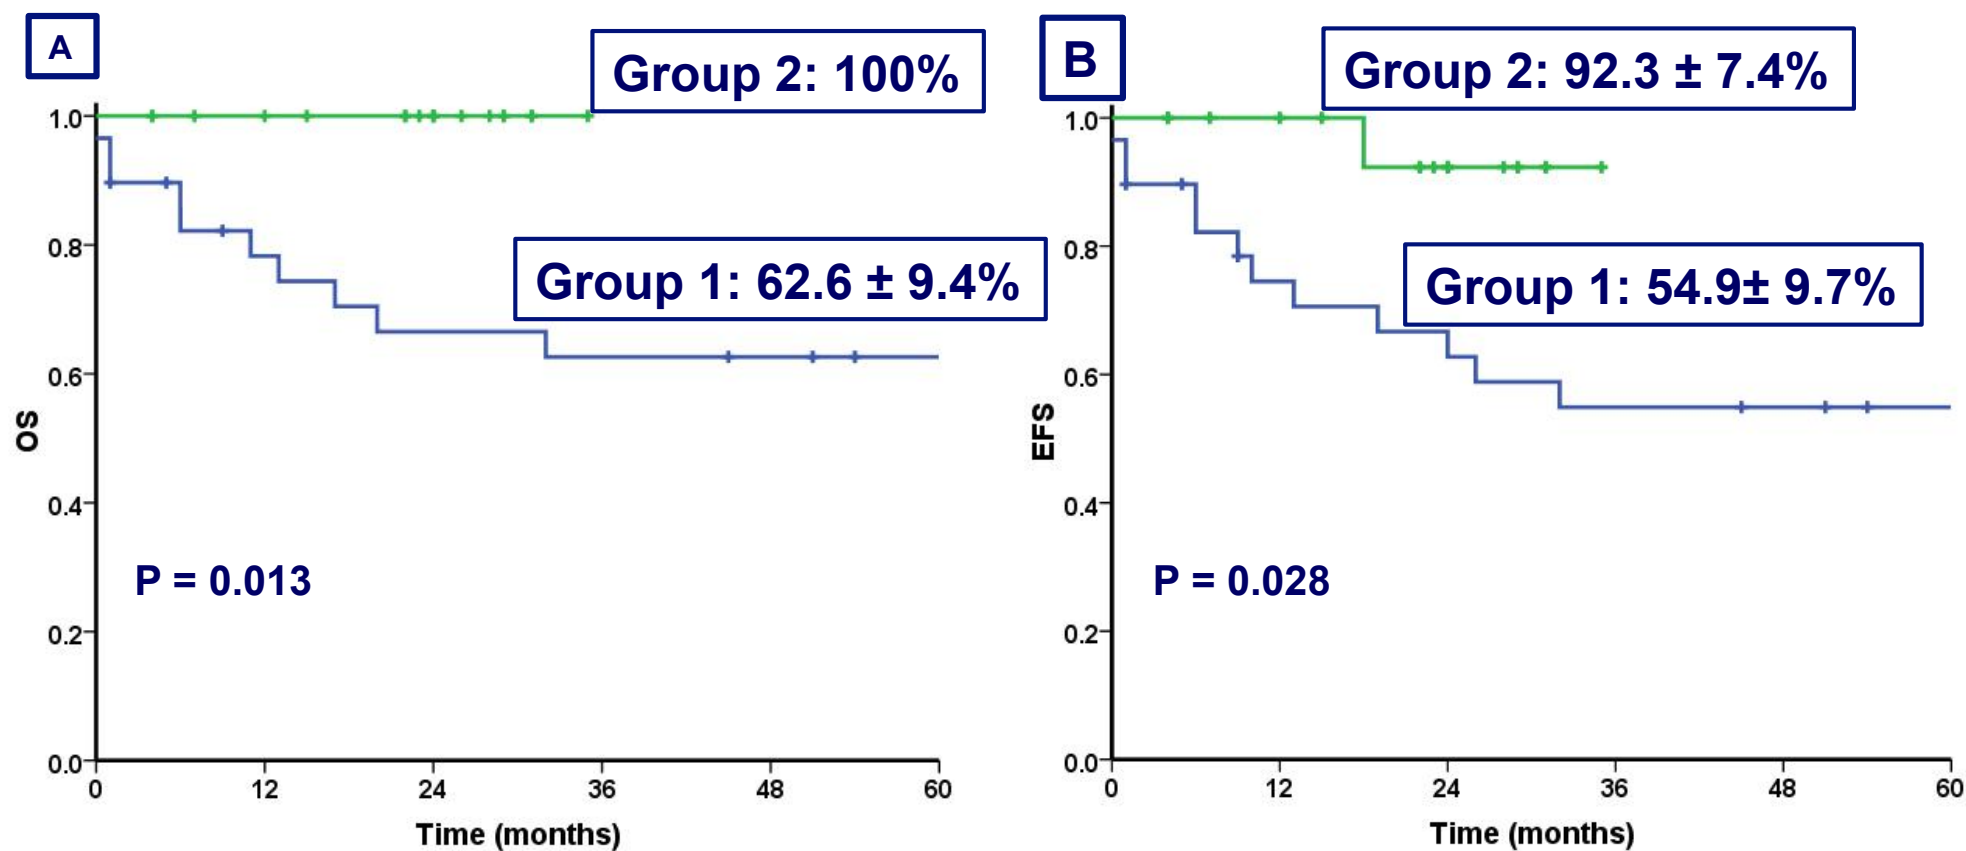 A
Group 2: 100%
1.0
0.8
Group 1: 62.6 ± 9.4%
0.6
OS
0.4
P = 0.013
0.2
0.0
0 12 24 36 48 60
Time (months)
B
Group 2: 92.3 ± 7.4%
1.0
0.8
Group 1: 54.9± 9.7%
0.6
EFS
0.4
P = 0.028
0.2
0.0
0 12 24 36 48 60
Time (months)